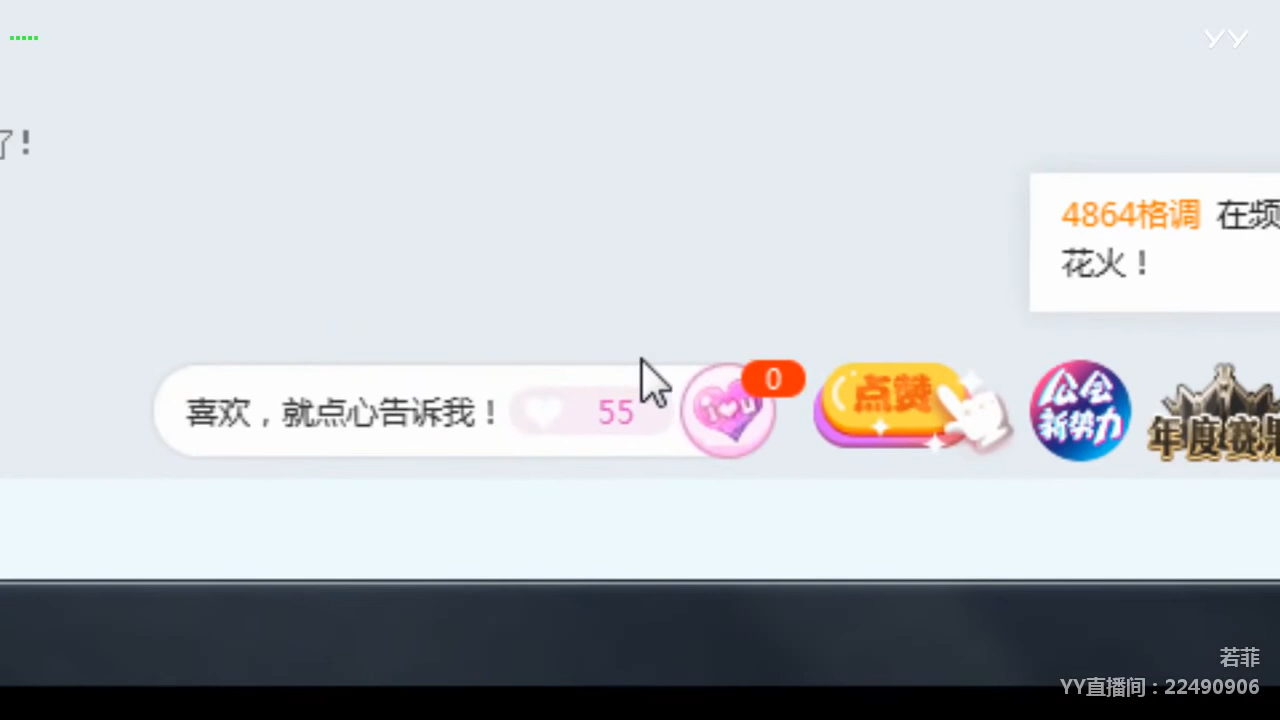 YY
了!
4864格调 在频
花火!
喜欢,就点心告诉我! 55
i U
0
点赞
公会
新势力
年度赛
若菲
YY直播间:22490906